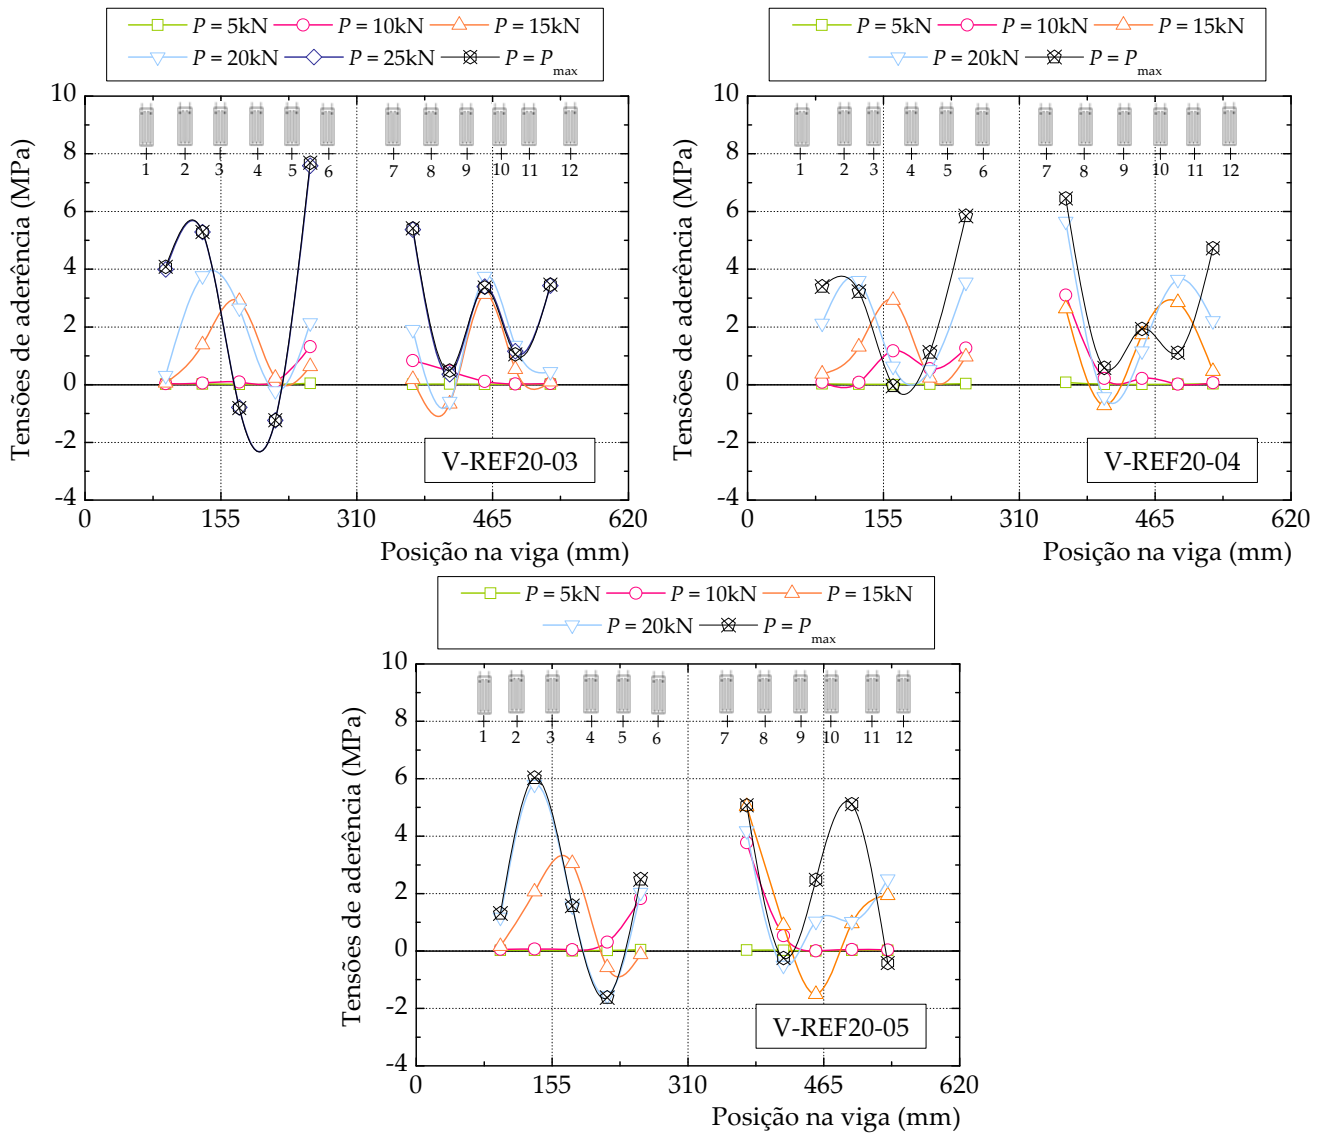 P = 5kN P = 10kN P = 15kN
P = 20kN P = 25kN P = Pmax
Tensões de aderência (MPa)
10
8
6
4
2
0
-2
-4
1 2 3 4 5 6 7 8 9 10 11 12
V-REF20-03
0 155 310 465 620
Posição na viga (mm)
P = 5kN P = 10kN P = 15kN
P = 20kN P = Pmax
Tensões de aderência (MPa)
10
8
6
4
2
0
-2
-4
1 2 3 4 5 6 7 8 9 10 11 12
V-REF20-04
0 155 310 465 620
Posição na viga (mm)
P = 5kN P = 10kN P = 15kN
P = 20kN P = Pmax
Tensões de aderência (MPa)
10
8
6
4
2
0
-2
-4
1 2 3 4 5 6 7 8 9 10 11 12
V-REF20-05
0 155 310 465 620
Posição na viga (mm)